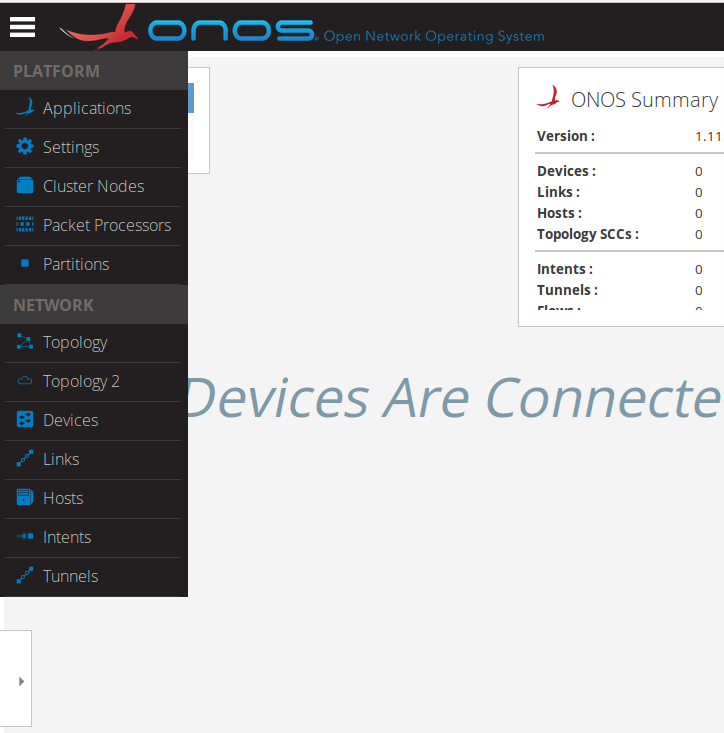 onos Open Network Operating System
PLATFORM
Applications
Settings
Cluster Nodes
Packet Processors
Partitions
NETWORK
Topology
Topology 2
Devices
Links
Hosts
Intents
Tunnels
ONOS Summary
Version : 1.11
Devices : 0
Links : 0
Hosts : 0
Topology SCCs : 0
Intents : 0
Tunnels : 0
Devices Are Connecte